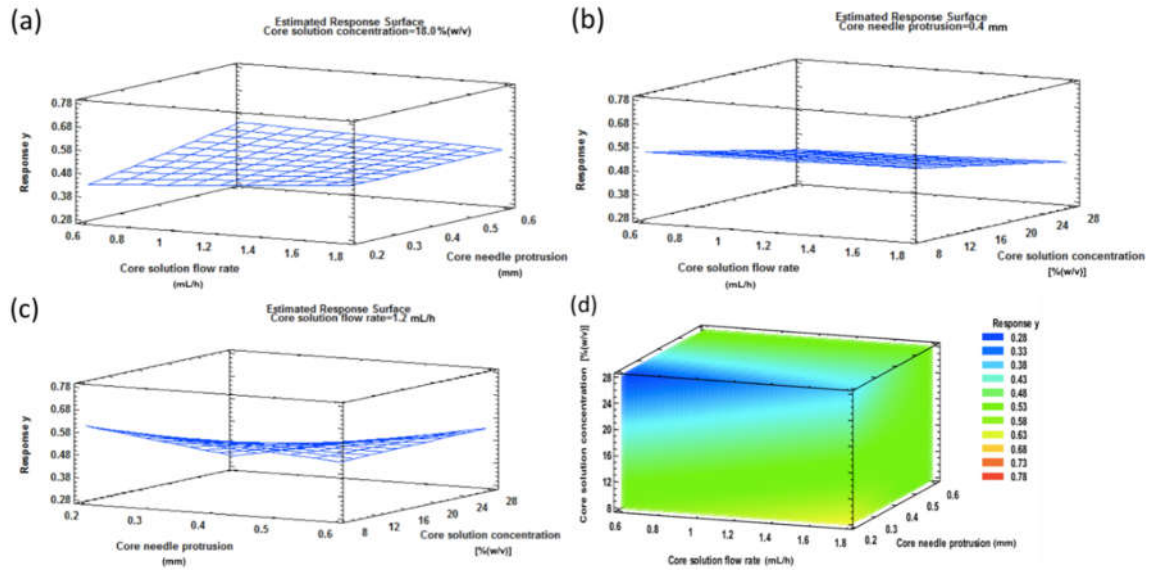 (a)
Estimated Response Surface
Core solution concentration=18.0%(w/v)
Response y
0.78
0.68
0.58
0.48
0.38
0.28
0.6
1
1.4
1.6
1.8
Core solution flow rate
(mL/h)
0.2
0.3
0.4
0.5
0.6
Core needle protrusion
(mm)
(b)
Estimated Response Surface
Core needle protrusion=0.4 mm
Response y
0.78
0.68
0.58
0.48
0.38
0.28
0.6
1
1.4
1.6
1.8
Core solution flow rate
(mL/h)
8
12
16
20
24
28
Core solution concentration
[%(w/v)]
(c)
Estimated Response Surface
Core solution flow rate=1.2 mL/h
Response y
0.78
0.68
0.58
0.48
0.38
0.28
0.2
0.3
0.4
0.5
0.6
Core needle protrusion
(mm)
8
12
16
20
24
28
Core solution concentration
[%(w/v)]
(d)
Core solution concentration [%(w/v)]
28
24
20
16
12
8
0.6
0.8
1
1.2
1.4
1.6
1.8
Core solution flow rate (mL/h)
0.2
0.3
0.4
0.5
0.6
Core needle protrusion (mm)
Response y
0.28
0.33
0.38
0.43
0.48
0.53
0.58
0.63
0.68
0.73
0.78